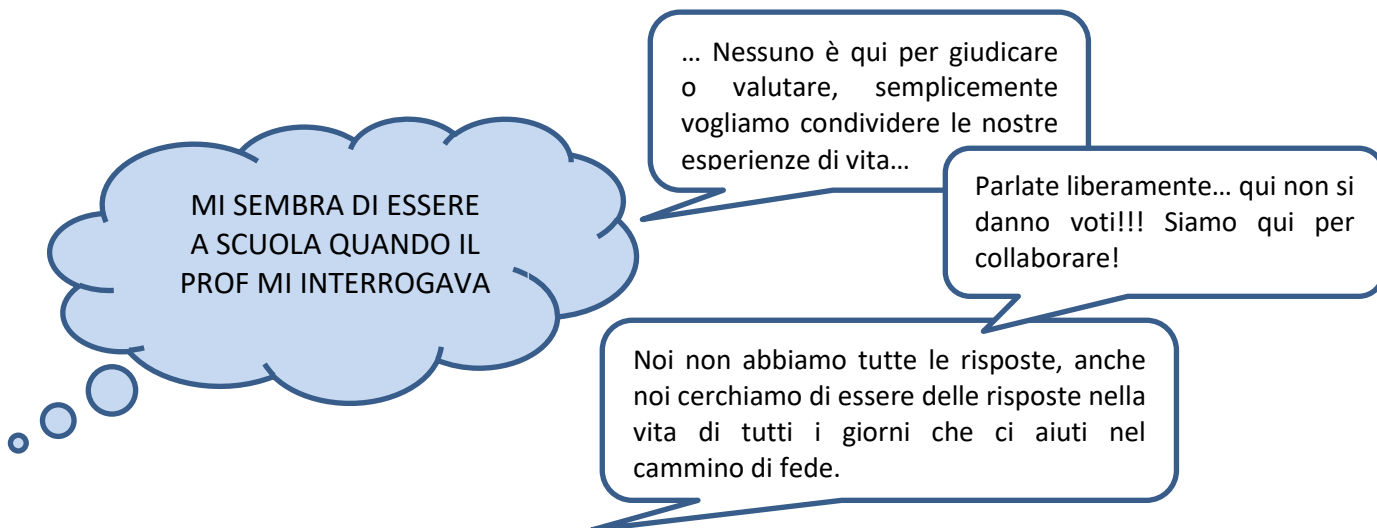 MI SEMBRA DI ESSERE
A SCUOLA QUANDO IL
PROF MI INTERROGAVA
… Nessuno è qui per giudicare
o valutare, semplicemente
vogliamo condividere le nostre
esperienze di vita…
Parlate liberamente… qui non si
danno voti!!! Siamo qui per
collaborare!
Noi non abbiamo tutte le risposte, anche
noi cerchiamo di essere delle risposte nella
vita di tutti i giorni che ci aiuti nel
cammino di fede.